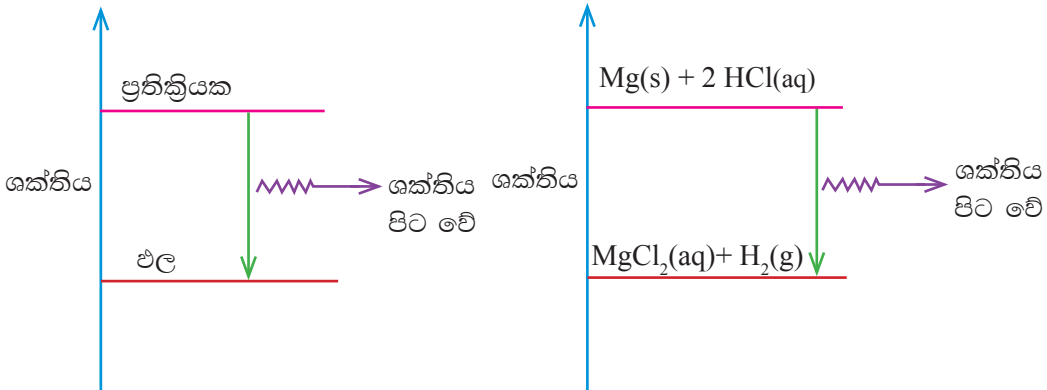 ප්‍රතික්‍රියක
ශක්තිය
ශක්තිය
පිට වේ
ඵල
Mg(s) + 2 HCl(aq)
ශක්තිය
ශක්තිය
පිට වේ
MgCl₂(aq)+ H₂(g)